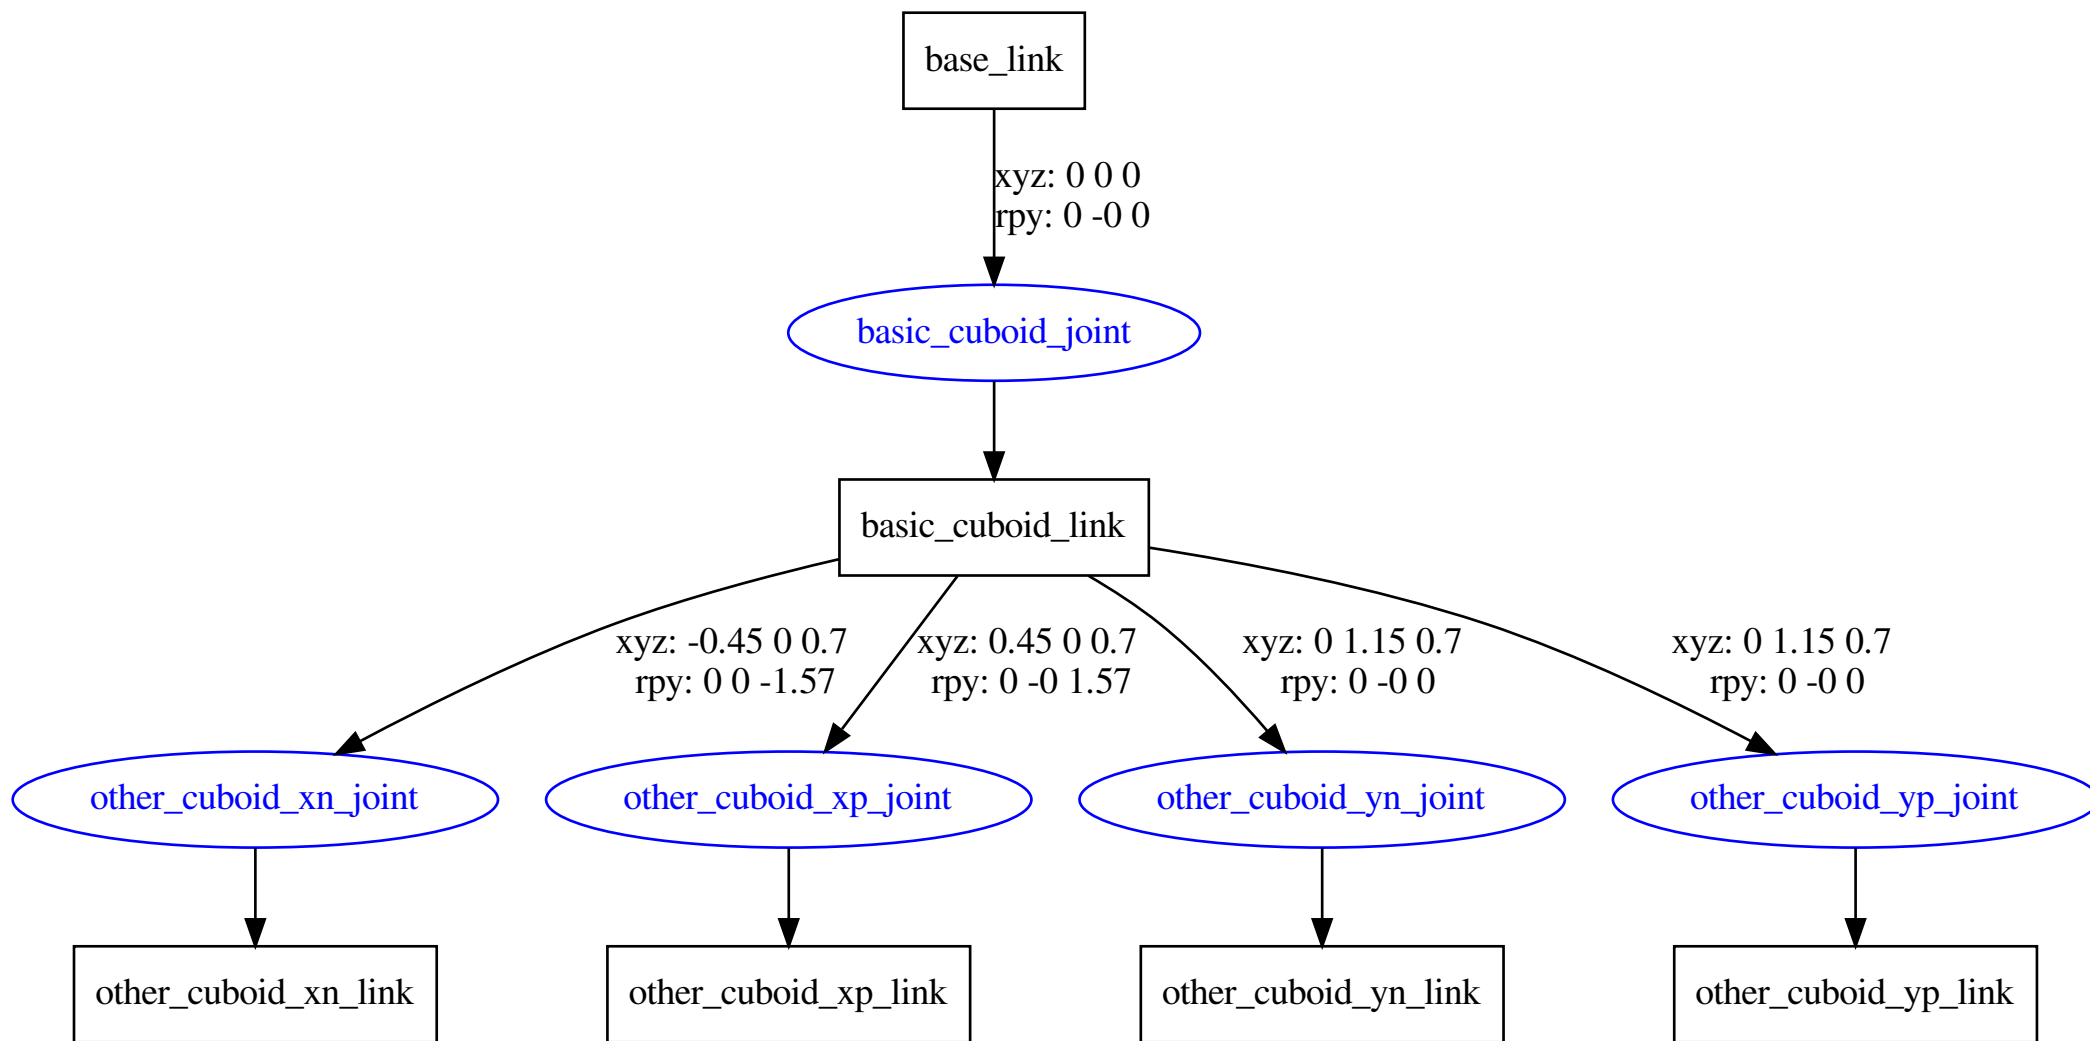 base_link
xyz: 0 0 0
rpy: 0 -0 0
basic_cuboid_joint
basic_cuboid_link
xyz: -0.45 0 0.7
rpy: 0 0 -1.57
xyz: 0.45 0 0.7
rpy: 0 -0 1.57
xyz: 0 1.15 0.7
rpy: 0 -0 0
xyz: 0 1.15 0.7
rpy: 0 -0 0
other_cuboid_xn_joint
other_cuboid_xp_joint
other_cuboid_yn_joint
other_cuboid_yp_joint
other_cuboid_xn_link
other_cuboid_xp_link
other_cuboid_yn_link
other_cuboid_yp_link